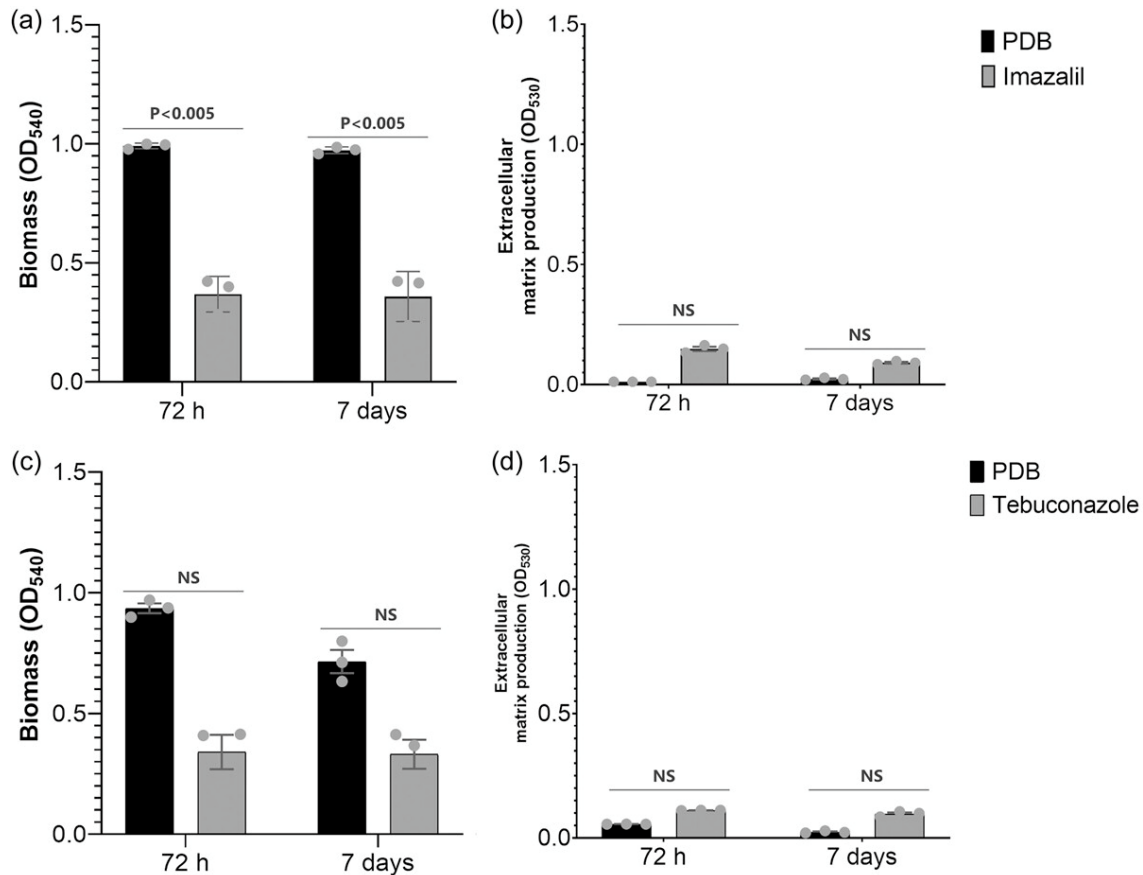 (a)
1.5
1.0
0.5
0.0
Biomass (OD540)
P<0.005
P<0.005
72 h
7 days
(b)
1.5
1.0
0.5
0.0
Extracellular
matrix production (OD530)
NS
NS
72 h
7 days
PDB
Imazalil
(c)
1.5
1.0
0.5
0.0
Biomass (OD540)
NS
NS
72 h
7 days
(d)
1.5
1.0
0.5
0.0
Extracellular
matrix production (OD530)
NS
NS
72 h
7 days
PDB
Tebuconazole